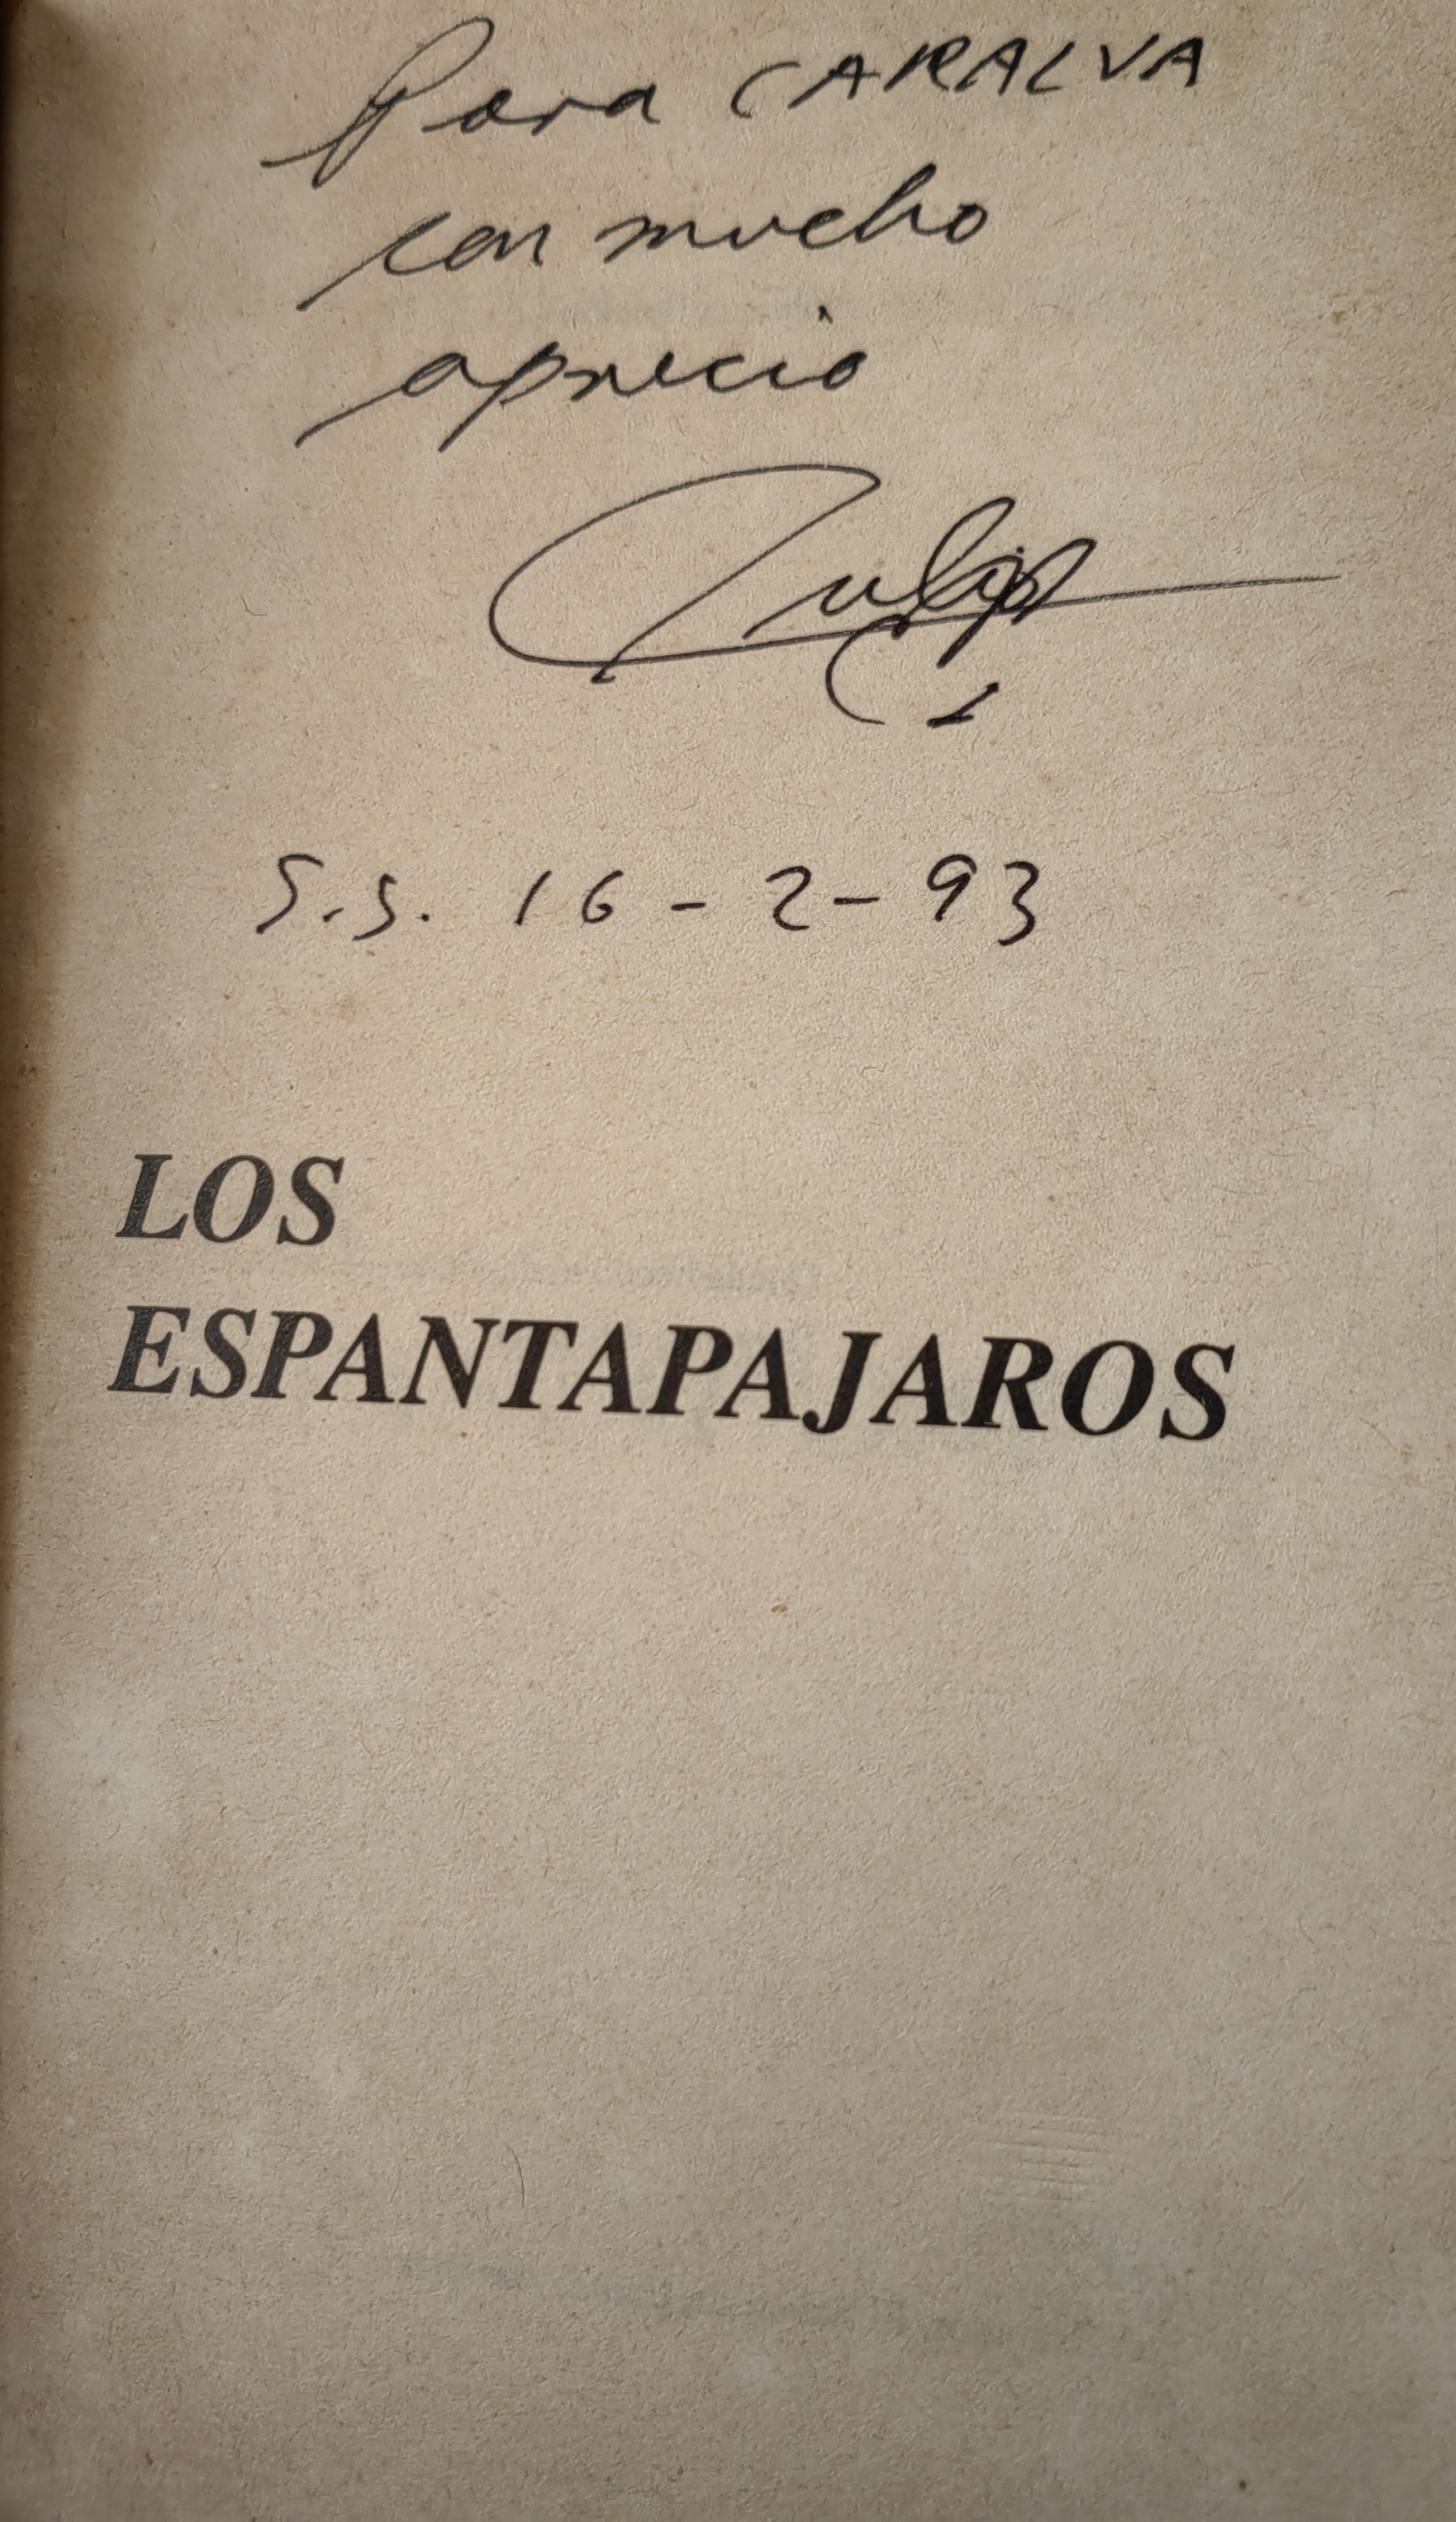 Para CARALVA
con mucho
aprecio
S.S. 16-2-93
LOS
ESPANTAPAJAROS